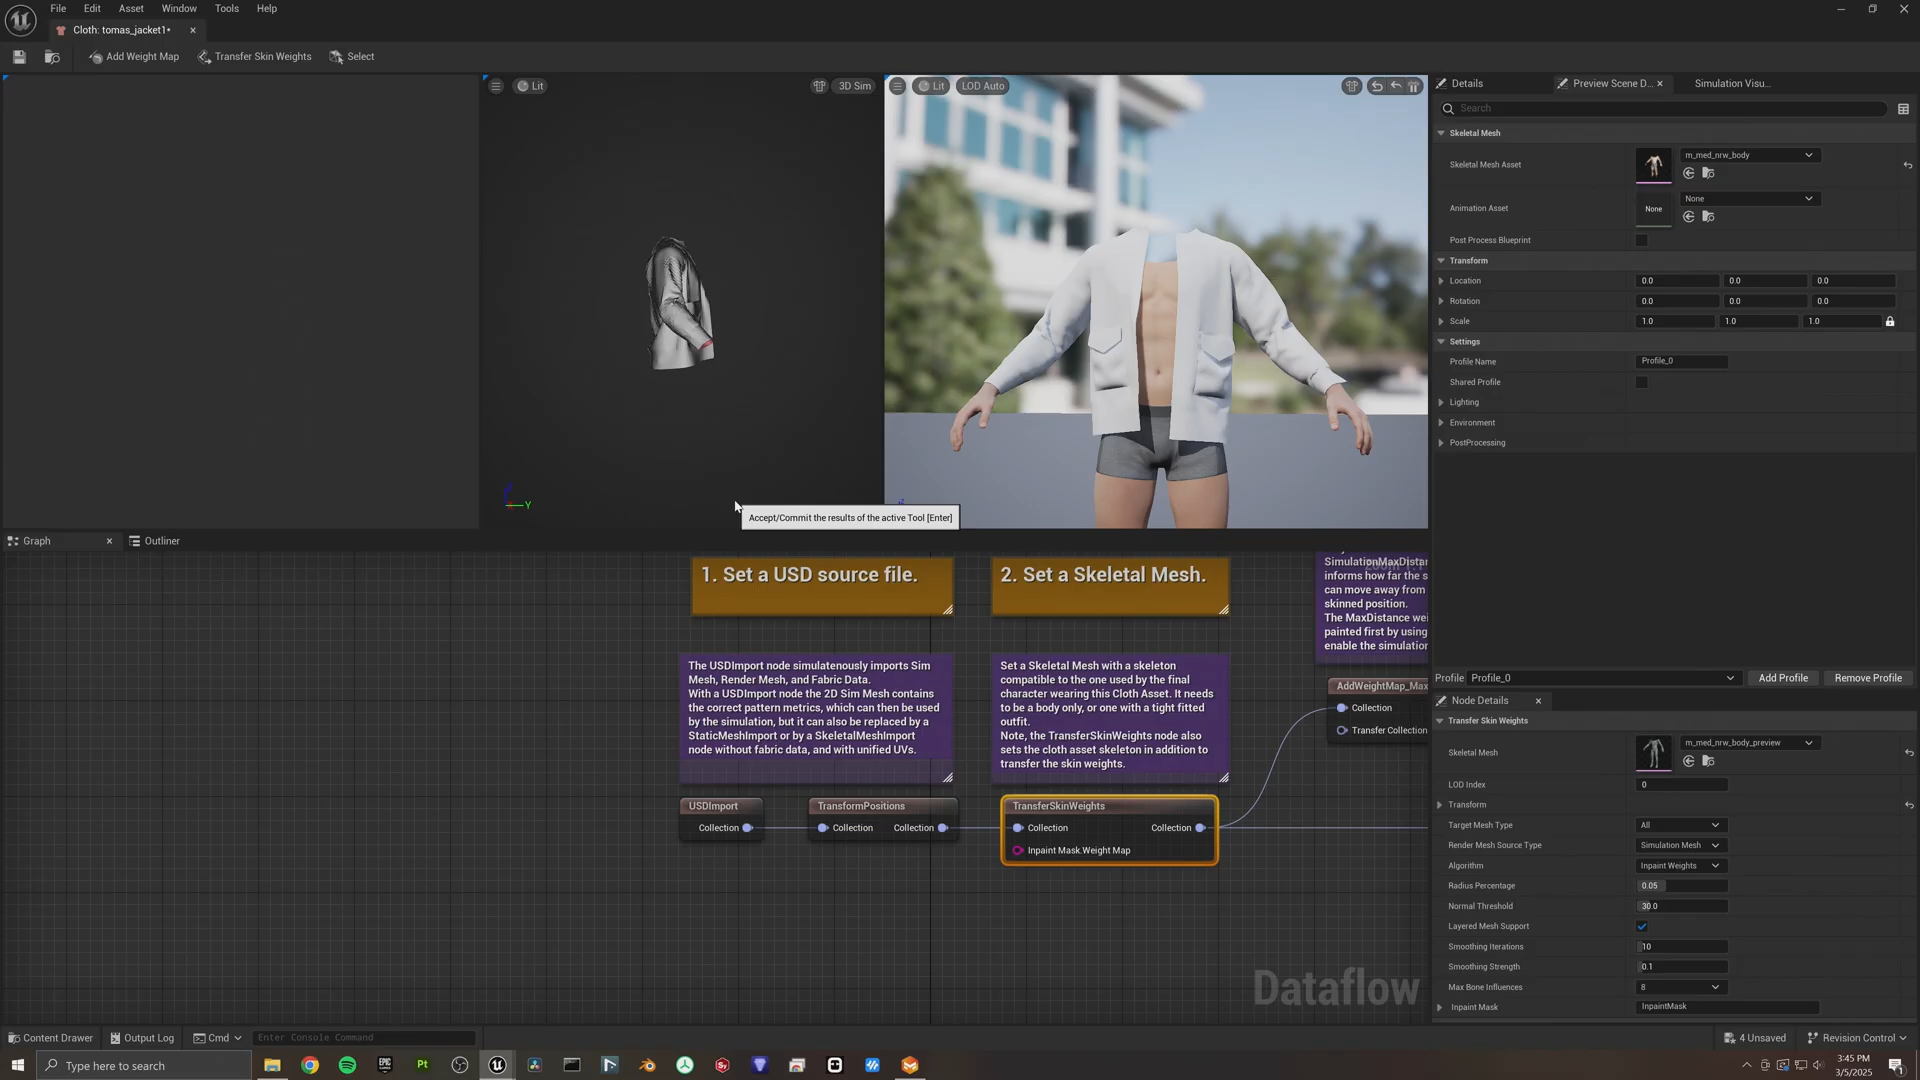 File Edit Asset Window Tools Help
Cloth: tomas_jacket1*
Add Weight Map Transfer Skin Weights Select
Lit 3D Sim
Lit LOD Auto
Y
Accept/Commit the results of the active Tool [Enter]
Details Preview Scene D... Simulation Visu...
Search
Skeletal Mesh
Skeletal Mesh Asset m_med_nrw_body
Animation Asset None None
Post Process Blueprint
Transform
Location 0.0 0.0 0.0
Rotation 0.0 0.0 0.0
Scale 1.0 1.0 1.0
Settings
Profile Name Profile_0
Shared Profile
Lighting
Environment
PostProcessing
Profile Profile_0 Add Profile Remove Profile
Graph Outliner
1. Set a USD source file.
2. Set a Skeletal Mesh.
The USDImport node simulatenously imports Sim
Mesh, Render Mesh, and Fabric Data.
With a USDImport node the 2D Sim Mesh contains
the correct pattern metrics, which can then be used
by the simulation, but it can also be replaced by a
StaticMeshImport or by a SkeletalMeshImport
node without fabric data, and with unified UVs.
Set a Skeletal Mesh with a skeleton
compatible to the one used by the final
character wearing this Cloth Asset. It needs
to be a body only, or one with a tight fitted
outfit.
Note, the TransferSkinWeights node also
sets the cloth asset skeleton in addition to
transfer the skin weights.
SimulationMaxDistan
informs how far the s
can move away from
skinned position.
The MaxDistance wei
painted first by using
enable the simulation
USDImport
Collection
TransformPositions
Collection Collection
TransferSkinWeights
Collection Collection
Inpaint Mask.Weight Map
AddWeightMap_Max
Collection
Transfer Collection
Dataflow
Node Details
Transfer Skin Weights
Skeletal Mesh m_med_nrw_body_preview
LOD Index 0
Transform
Target Mesh Type All
Render Mesh Source Type Simulation Mesh
Algorithm Inpaint Weights
Radius Percentage 0.05
Normal Threshold 30.0
Layered Mesh Support
Smoothing Iterations 10
Smoothing Strength 0.1
Max Bone Influences 8
Inpaint Mask InpaintMask
Content Drawer Output Log Cmd Enter Console Command
4 Unsaved Revision Control
Type here to search
3:45 PM
3/5/2025